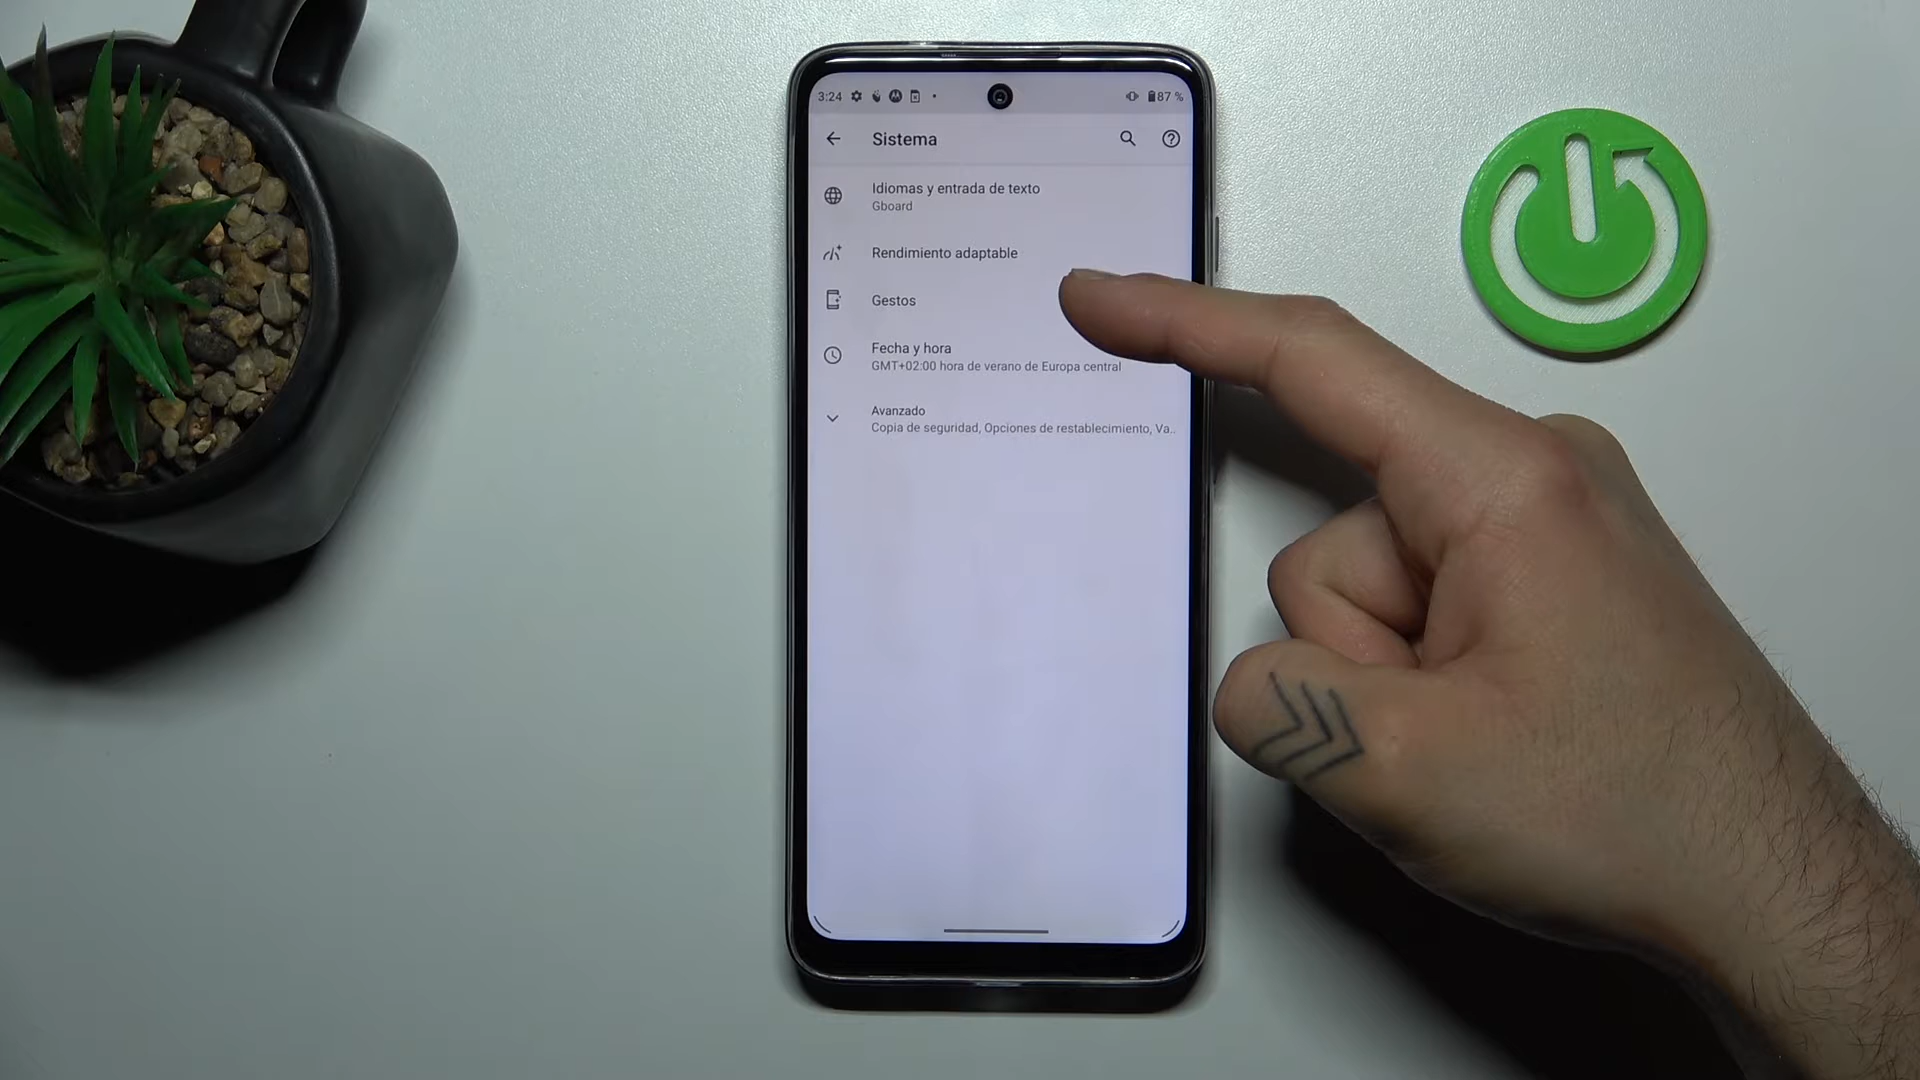 3:24
87 %
Sistema
Idiomas y entrada de texto
Gboard
Rendimiento adaptable
Gestos
Fecha y hora
GMT+02:00 hora de verano de Europa central
Avanzado
Copia de seguridad, Opciones de restablecimiento, Va..